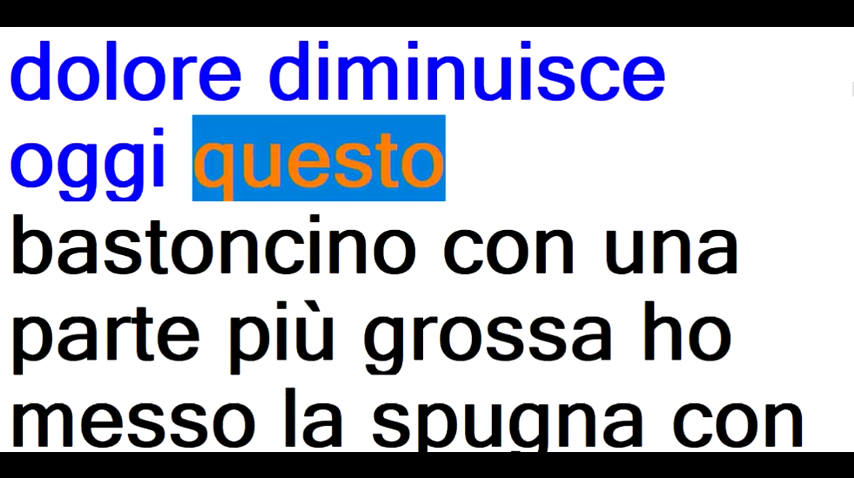 dolore diminuisce
oggi questo
bastoncino con una
parte più grossa ho
messo la spugna con